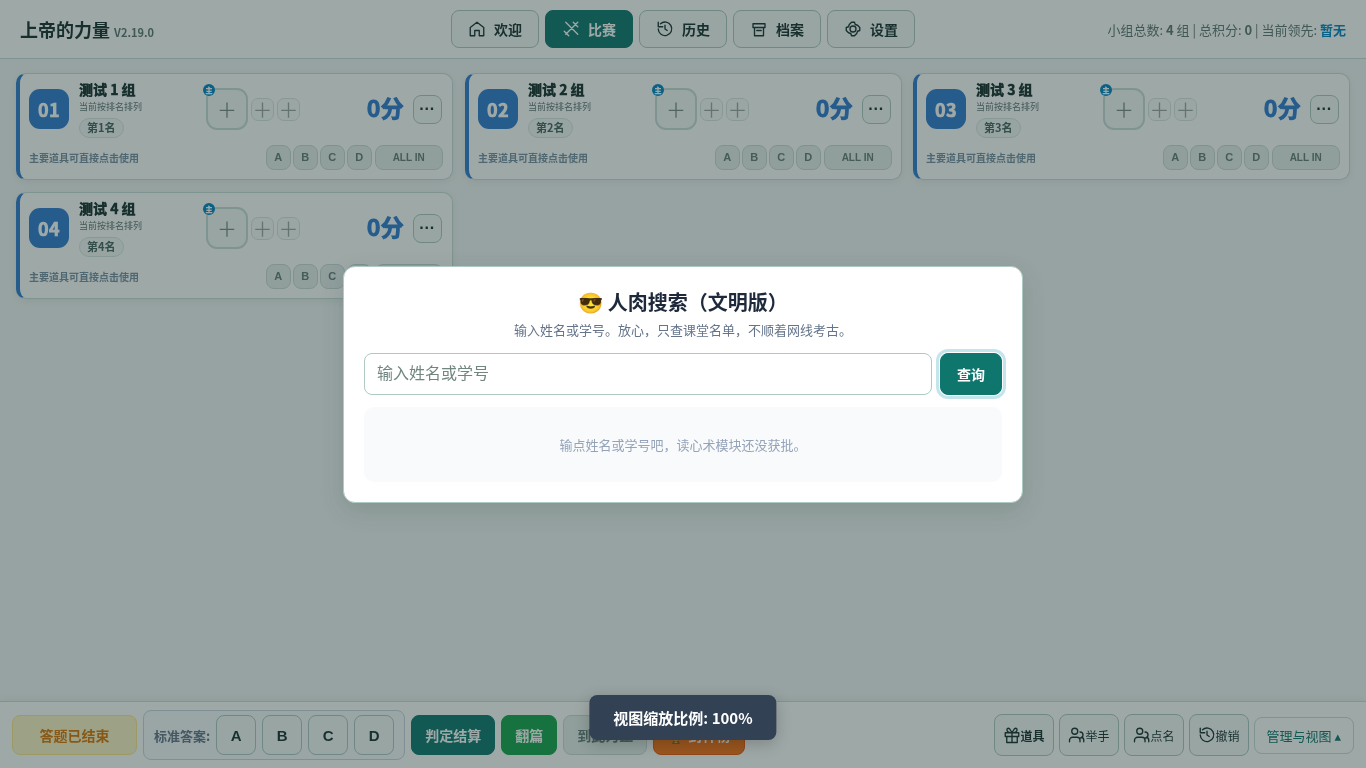 上帝的力量 V2.19.0
欢迎
比赛
历史
档案
设置
小组总数: 4 组 | 总积分: 0 | 当前领先: 暂无
01
测试 1 组
当前按排名排列
第1名
主
0分
...
主要道具可直接点击使用
A B C D ALL IN
02
测试 2 组
当前按排名排列
第2名
主
0分
...
主要道具可直接点击使用
A B C D ALL IN
03
测试 3 组
当前按排名排列
第3名
主
0分
...
主要道具可直接点击使用
A B C D ALL IN
04
测试 4 组
当前按排名排列
第4名
主
0分
...
主要道具可直接点击使用
A B C
😎 人肉搜索（文明版）
输入姓名或学号。放心，只查课堂名单，不顺着网线考古。
输入姓名或学号
查询
输点姓名或学号吧，读心术模块还没获批。
视图缩放比例: 100%
答题已结束
标准答案: A B C D
判定结算
翻篇
道具
举手
点名
撤销
管理与视图 ▴